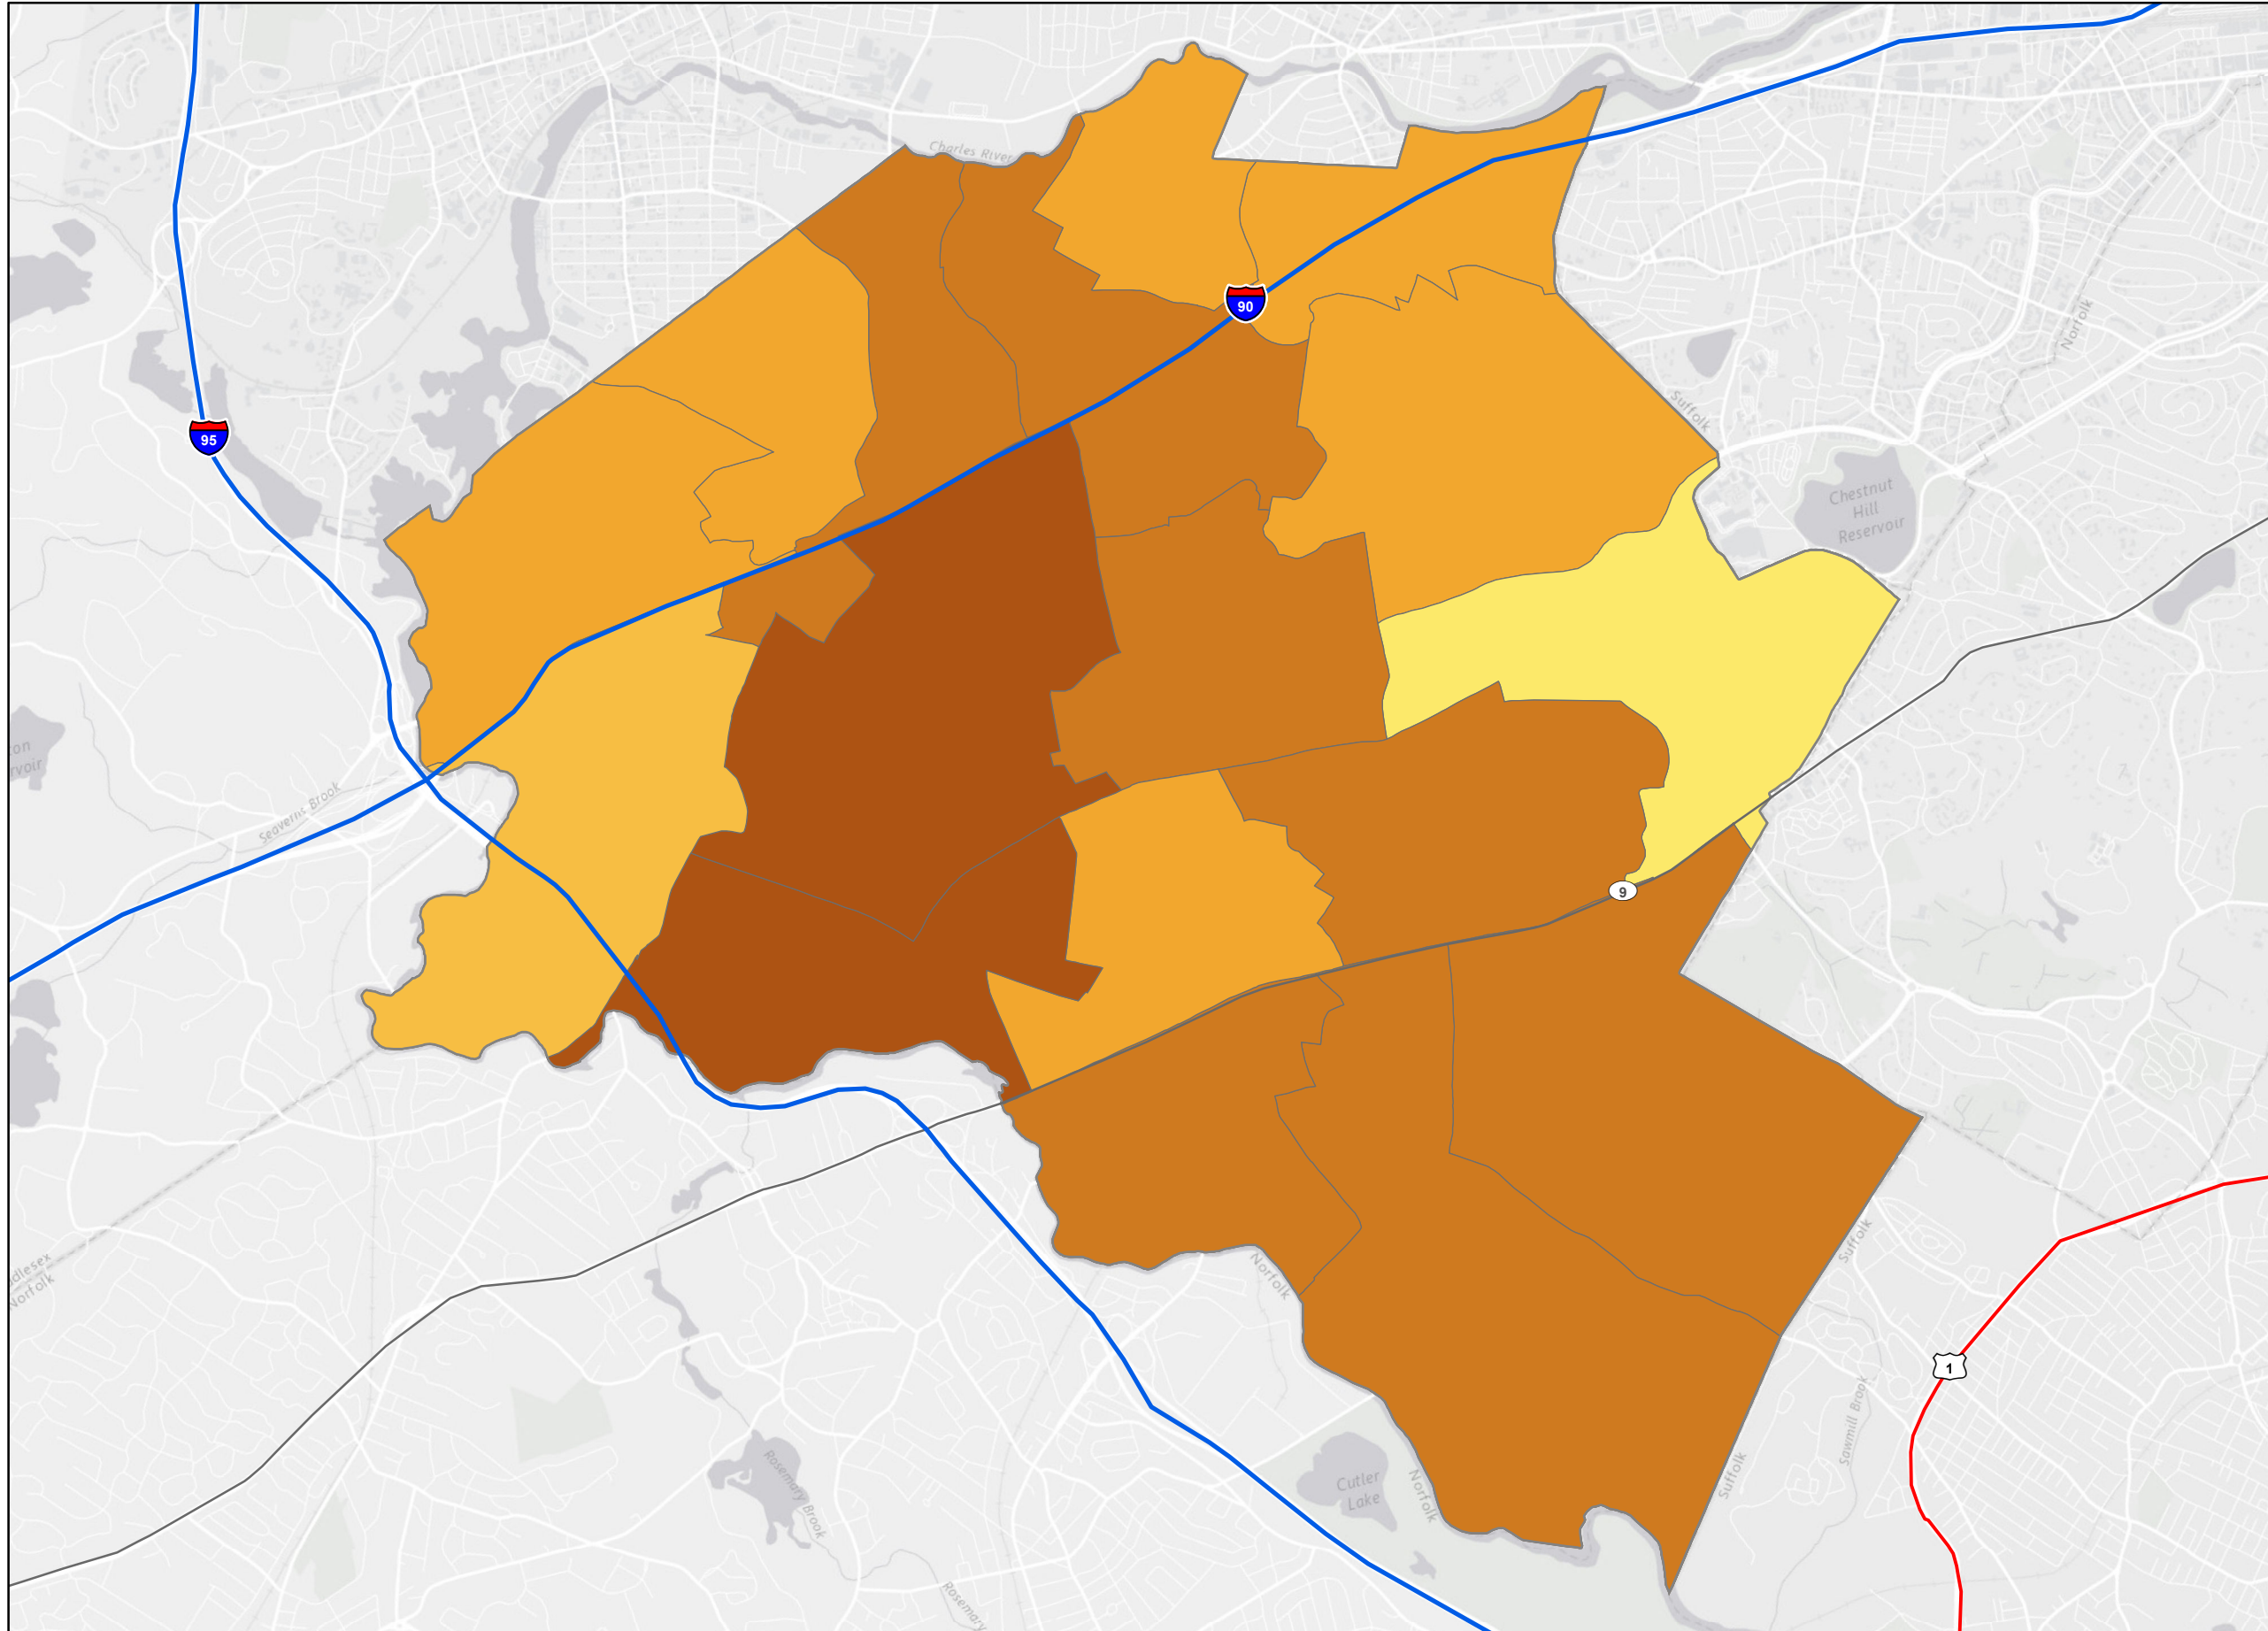 Charles River
90
Norfolk
Suffolk
95
Chestnut
Hill
Reservoir
Seaverns Brook
9
Norfolk
Norfolk
Suffolk
1
Sawmill Brook
Suffolk
Cutler
Lake
Norfolk
Rosemary Brook
Rosemary